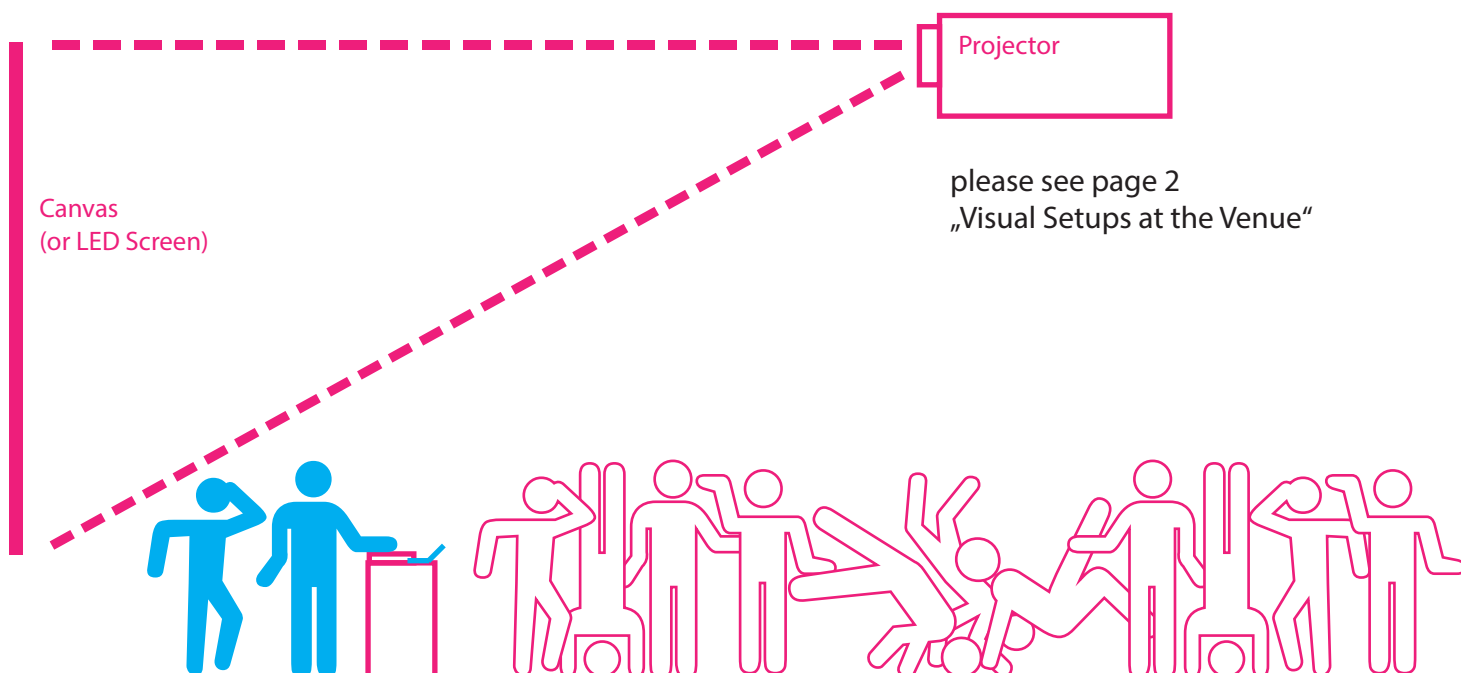 Projector
please see page 2
„Visual Setups at the Venue“
Canvas
(or LED Screen)